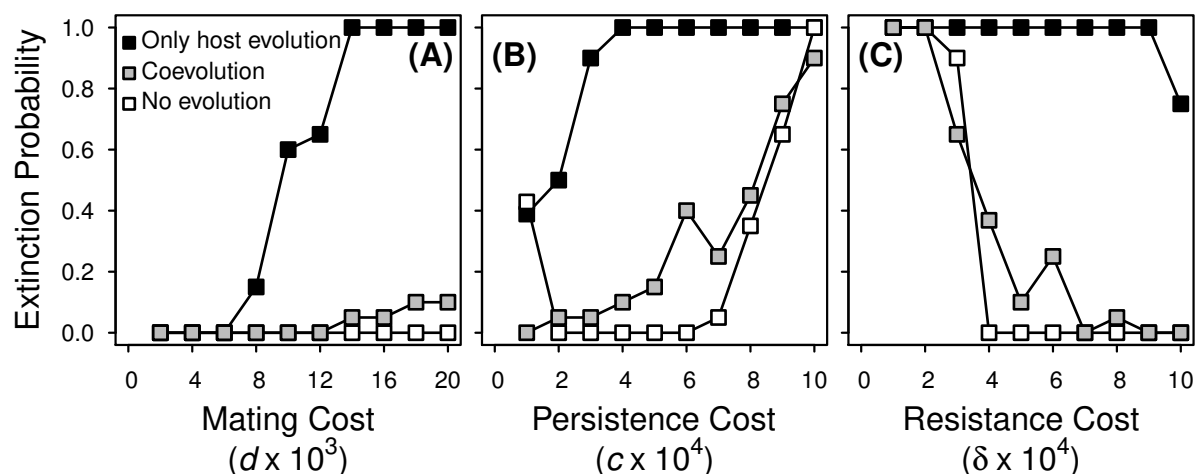 Extinction Probability
1.0
0.8
0.6
0.4
0.2
0.0
Only host evolution
Coevolution
No evolution
(A)
0 4 8 12 16 20
Mating Cost
(d x 10³)
(B)
0 2 4 6 8 10
Persistence Cost
(c x 10⁴)
(C)
0 2 4 6 8 10
Resistance Cost
(δ x 10⁴)